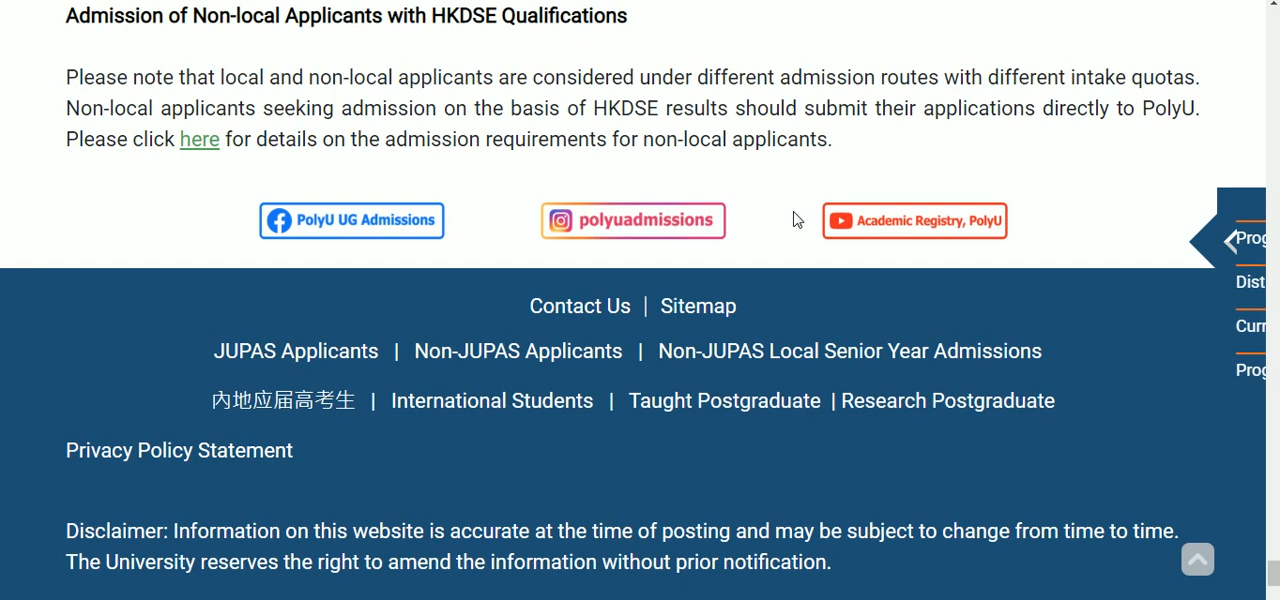 Admission of Non-local Applicants with HKDSE Qualifications
Please note that local and non-local applicants are considered under different admission routes with different intake quotas.
Non-local applicants seeking admission on the basis of HKDSE results should submit their applications directly to PolyU.
Please click here for details on the admission requirements for non-local applicants.
PolyU UG Admissions
polyuadmissions
Academic Registry, PolyU
Prog
Dist
Curr
Prog
Contact Us | Sitemap
JUPAS Applicants | Non-JUPAS Applicants | Non-JUPAS Local Senior Year Admissions
內地应届高考生 | International Students | Taught Postgraduate | Research Postgraduate
Privacy Policy Statement
Disclaimer: Information on this website is accurate at the time of posting and may be subject to change from time to time.
The University reserves the right to amend the information without prior notification.